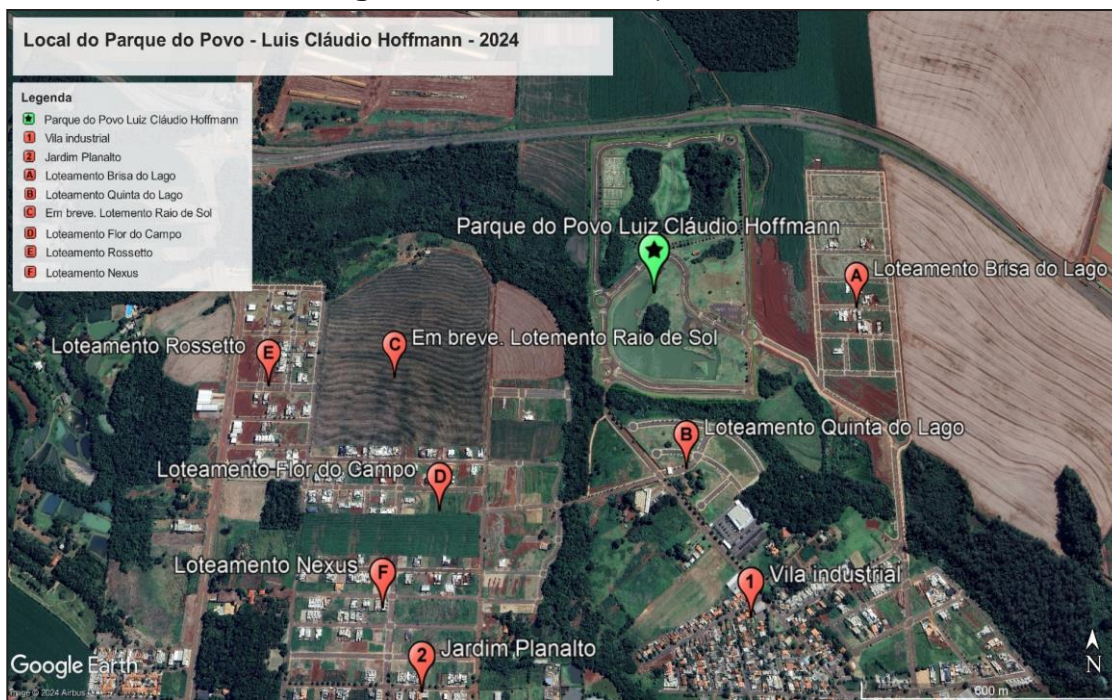 Local do Parque do Povo - Luis Cláudio Hoffmann - 2024
Legenda
Parque do Povo Luiz Cláudio Hoffmann
1 Vila industrial
2 Jardim Planalto
A Loteamento Brisa do Lago
B Loteamento Quinta do Lago
C Em breve. Lotemento Raio de Sol
D Loteamento Flor do Campo
E Loteamento Rossetto
F Loteamento Nexus
Parque do Povo Luiz Cláudio Hoffmann
A Loteamento Brisa do Lago
Loteamento Rossetto E
C Em breve. Lotemento Raio de Sol
B Loteamento Quinta do Lago
Loteamento Flor do Campo D
Loteamento Nexus F
1 Vila industrial
2 Jardim Planalto
Google Earth
Image © 2024 Airbus
N
600 m